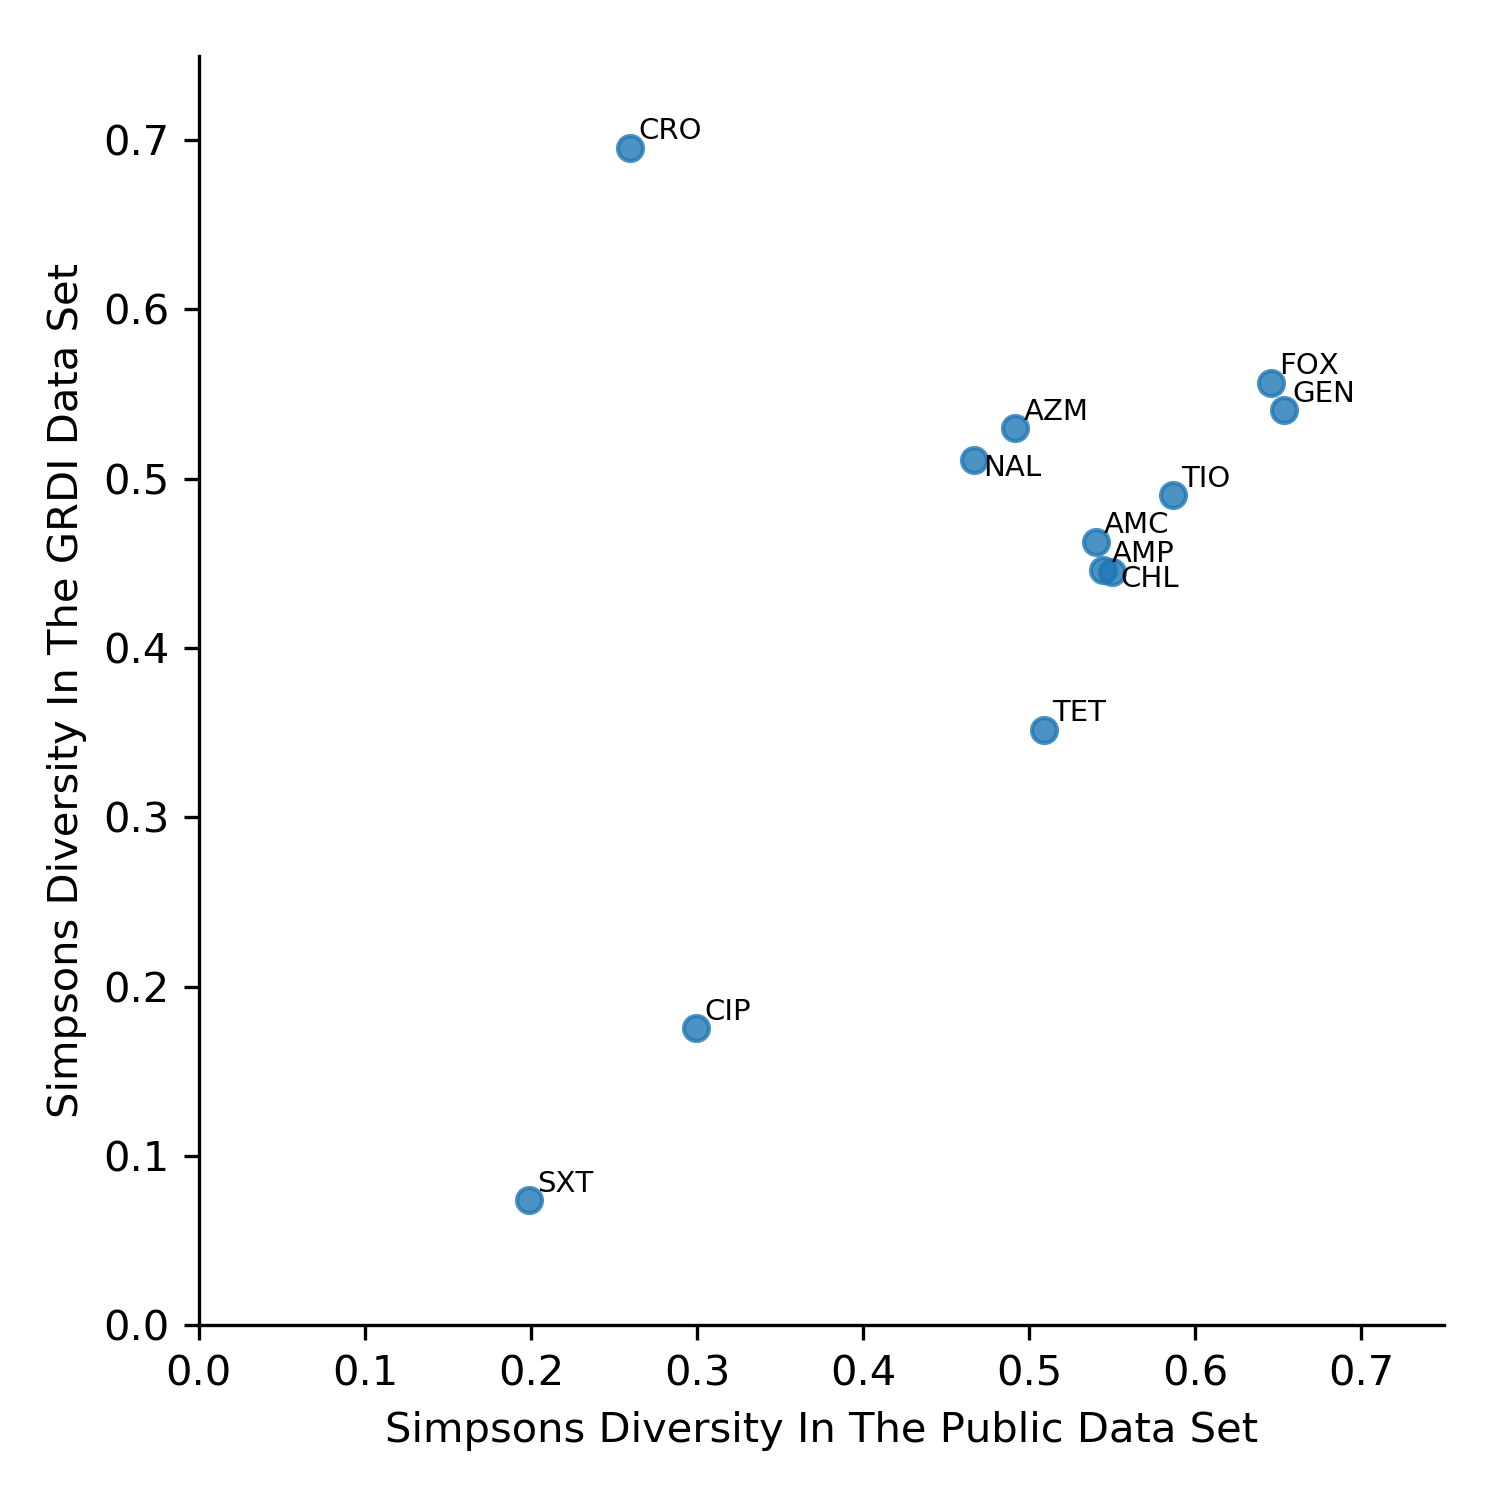 Simpsons Diversity In The GRDI Data Set
0.7
0.6
0.5
0.4
0.3
0.2
0.1
0.0
CRO
FOX
GEN
AZM
NAL
TIO
AMC
AMP
CHL
TET
CIP
SXT
0.0 0.1 0.2 0.3 0.4 0.5 0.6 0.7
Simpsons Diversity In The Public Data Set